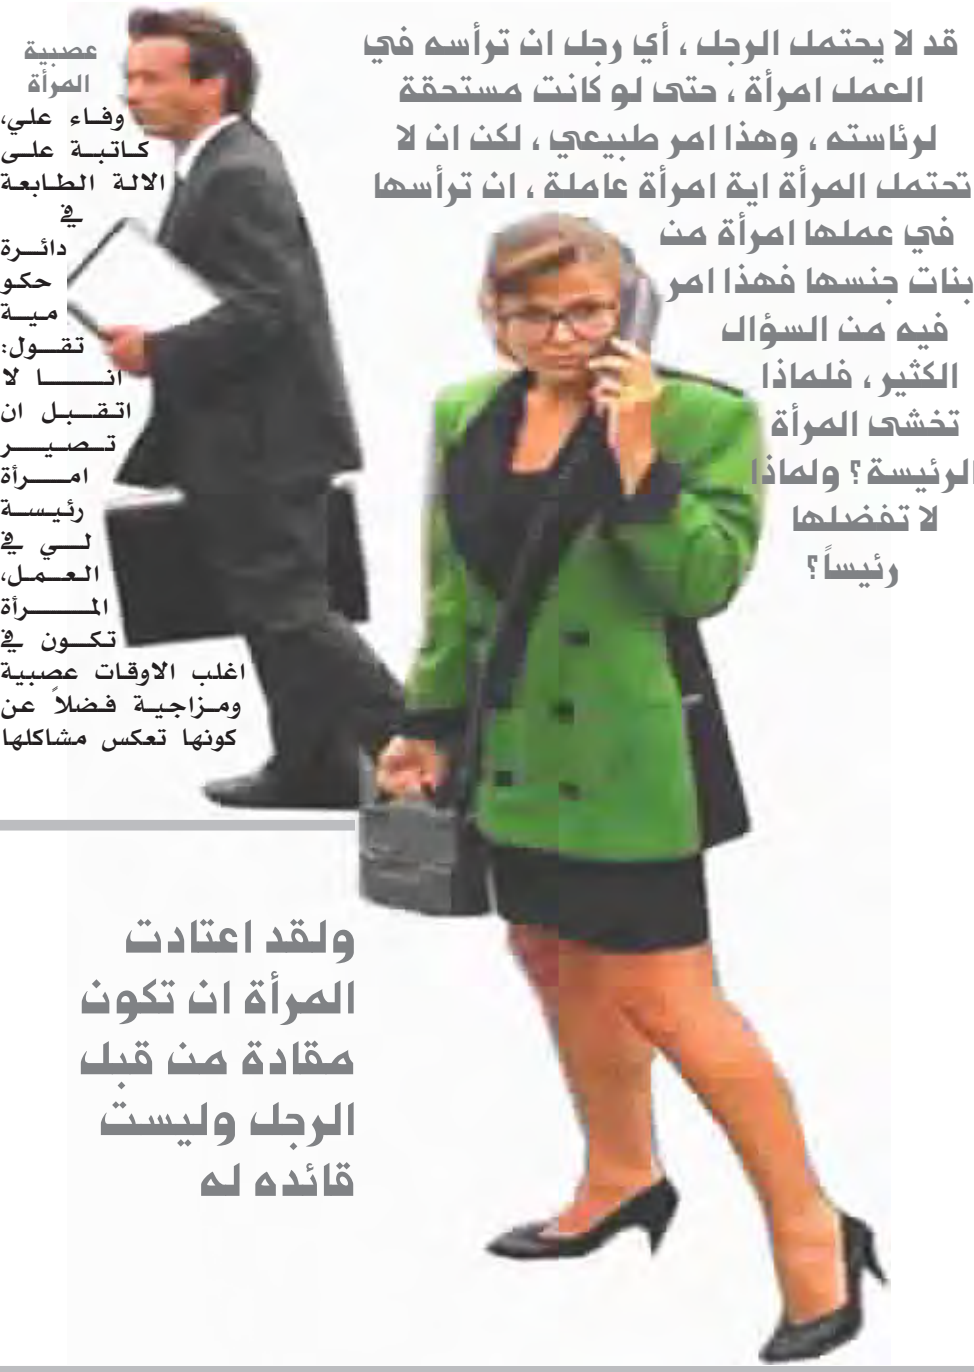 قد لا يحتمل الرجل ، أي رجل ان ترأسه في
العمل امرأة ، حتى لو كانت مستحقة
لرئاسته ، وهذا امر طبيعي ، لكن ان لا
تحتمل المرأة اية امرأة عاملة ، ان ترأسها
في عملها امرأة من
بنات جنسها فهذا امر
فيه من السؤال
الكثير ، فلماذا
تخشى المرأة
الرئيسة ؟ ولماذا
لا تفضلها
رئيساً ؟
عصبية
المرأة
وفاء علي،
كاتبة على
الالة الطابعة
في
دائرة
حكو
مية
تقول:
انا لا
اتقبل ان
تصير
امرأة
رئيسة
لي في
العمل،
المرأة
تكون في
اغلب الاوقات عصبية
ومزاجية فضلاً عن
كونها تعكس مشاكلها
ولقد اعتادت
المرأة ان تكون
مقادة من قبل
الرجل وليست
قائده له